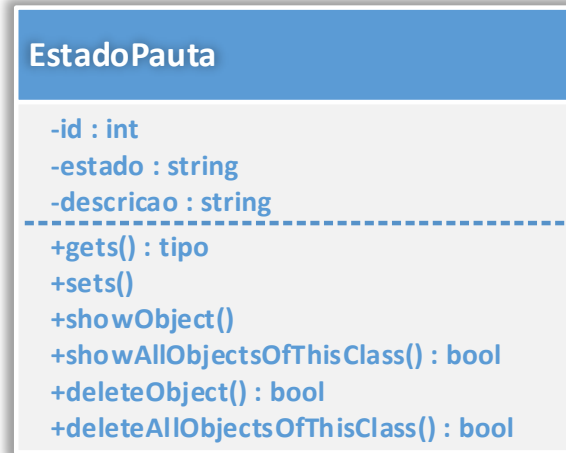 EstadoPauta
-id : int
-estado : string
-descricao : string
+gets() : tipo
+sets()
+showObject()
+showAllObjectsOfThisClass() : bool
+deleteObject() : bool
+deleteAllObjectsOfThisClass() : bool